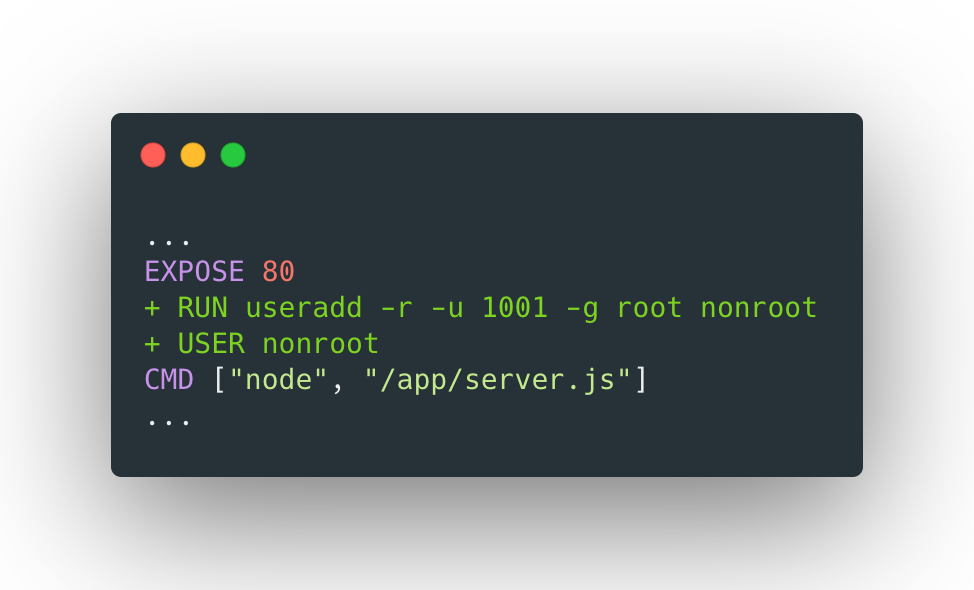 ...
EXPOSE 80
+ RUN useradd -r -u 1001 -g root nonroot
+ USER nonroot
CMD ["node", "/app/server.js"]
...